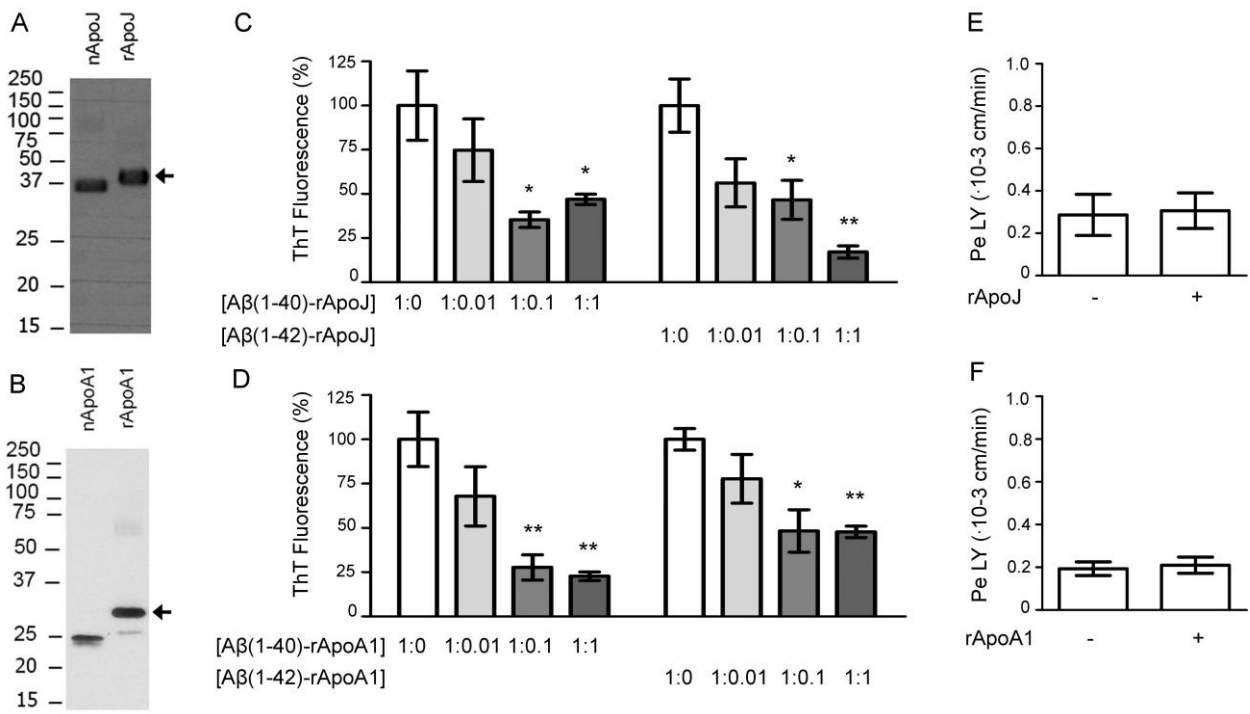 A
nApoJ
rApoJ
250
150
100
75
50
37
25
20
15
B
nApoA1
rApoA1
250
150
100
75
50
37
25
20
15
C
ThT Fluorescence (%)
125
100
75
50
25
0
*
*
*
**
[Aβ(1-40)-rApoJ] 1:0 1:0.01 1:0.1 1:1
[Aβ(1-42)-rApoJ] 1:0 1:0.01 1:0.1 1:1
D
ThT Fluorescence (%)
125
100
75
50
25
0
**
**
*
**
[Aβ(1-40)-rApoA1] 1:0 1:0.01 1:0.1 1:1
[Aβ(1-42)-rApoA1] 1:0 1:0.01 1:0.1 1:1
E
Pe LY (·10-3 cm/min)
1.0
0.8
0.6
0.4
0.2
0
rApoJ - +
F
Pe LY (·10-3 cm/min)
1.0
0.8
0.6
0.4
0.2
0
rApoA1 - +